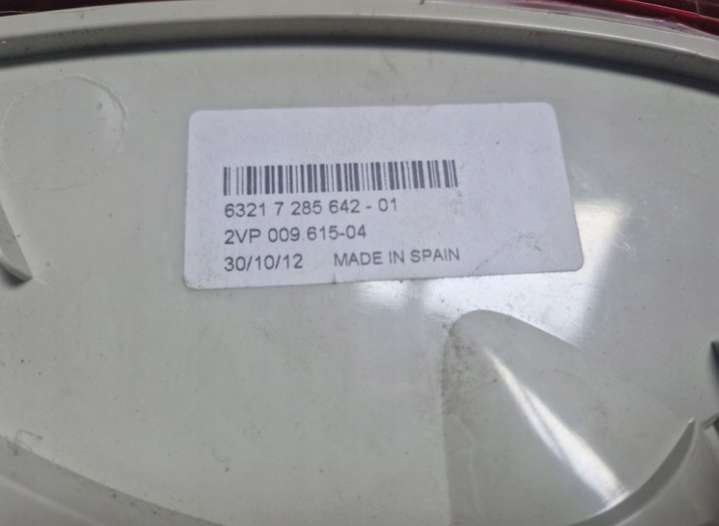 6321 7 285 642 - 01
2VP 009.615-04
30/10/12 MADE IN SPAIN